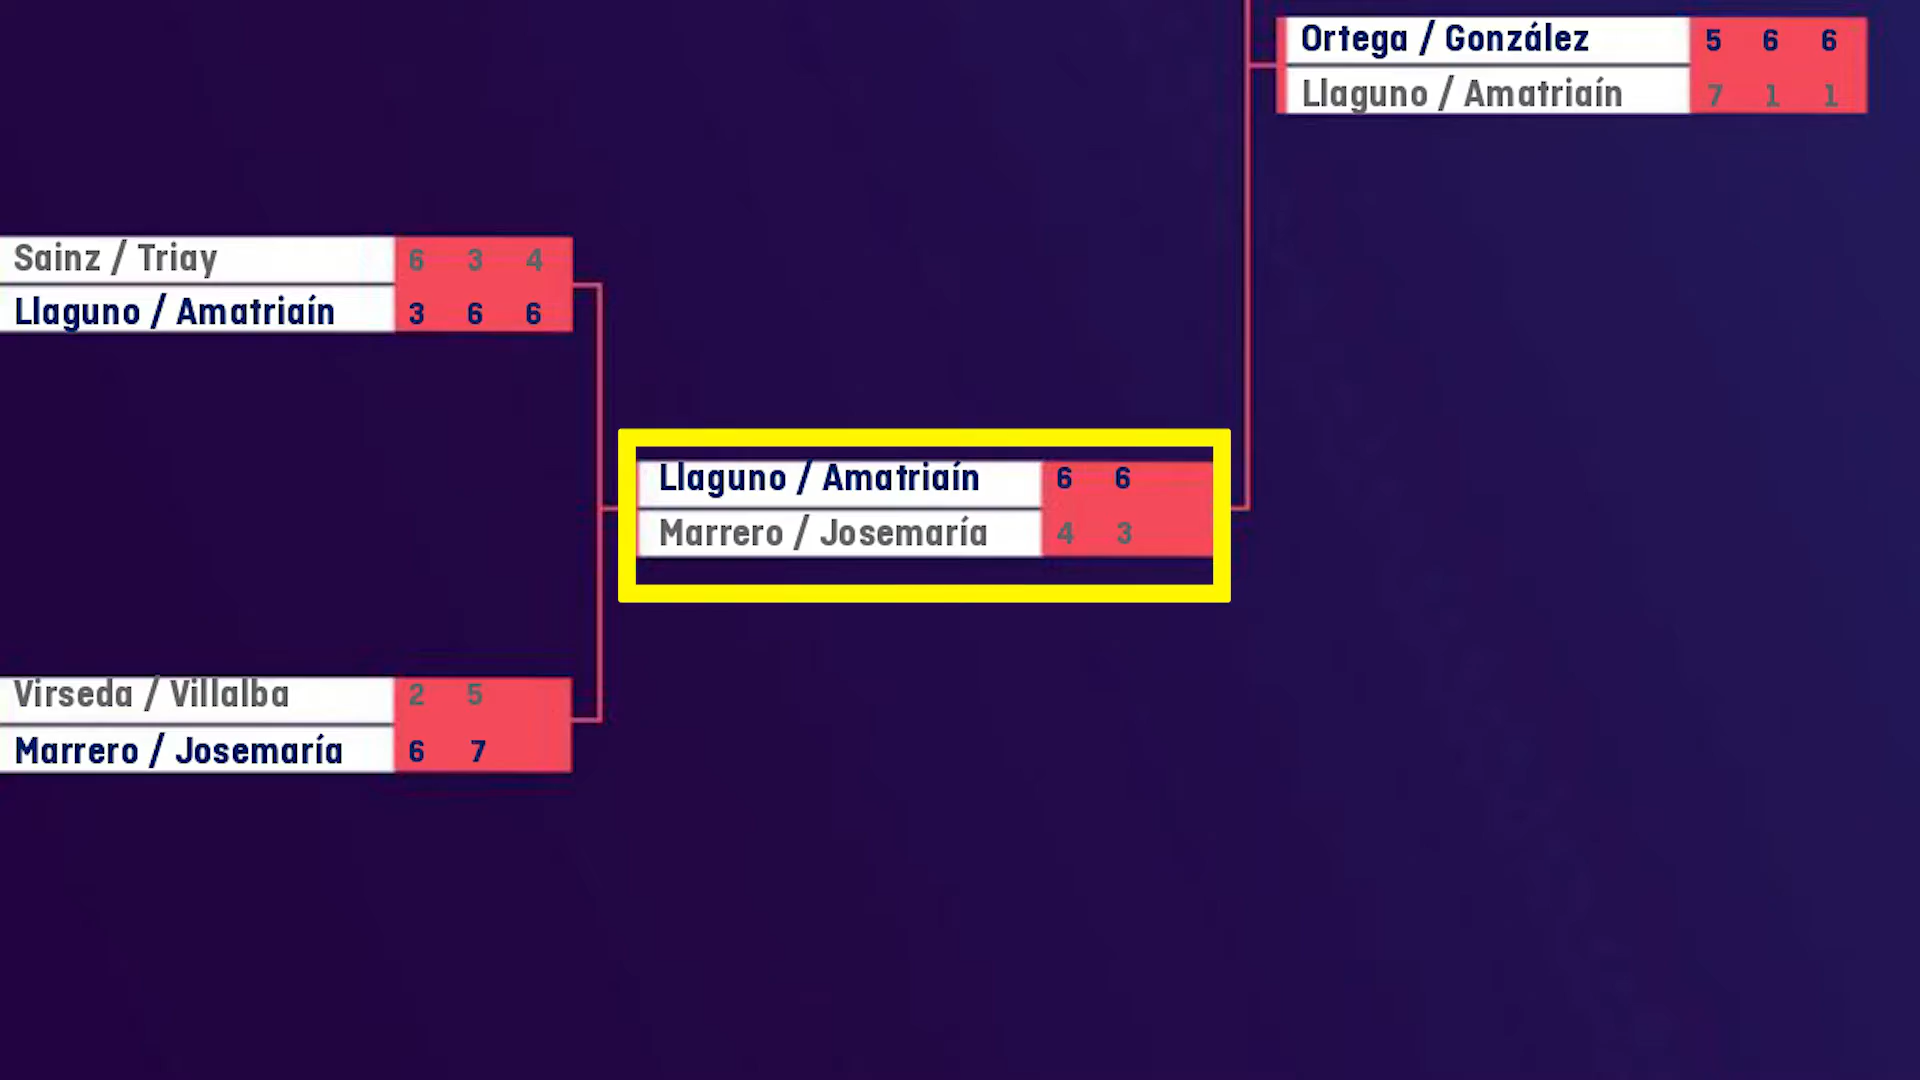 Ortega / González 5 6 6
Llaguno / Amatriaín 7 1 1
Sainz / Triay 6 3 4
Llaguno / Amatriaín 3 6 6
Llaguno / Amatriaín 6 6
Marrero / Josemaría 4 3
Virseda / Villalba 2 5
Marrero / Josemaría 6 7